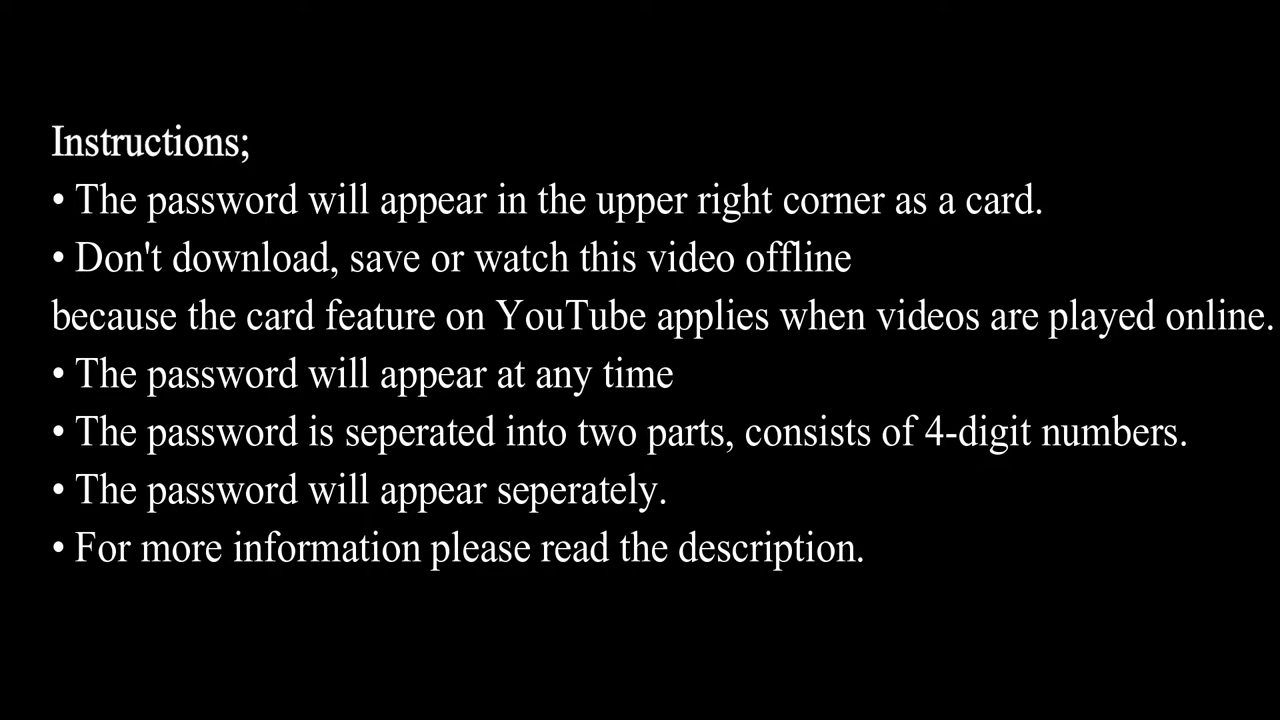 Instructions;
• The password will appear in the upper right corner as a card.
• Don't download, save or watch this video offline
because the card feature on YouTube applies when videos are played online.
• The password will appear at any time
• The password is seperated into two parts, consists of 4-digit numbers.
• The password will appear seperately.
• For more information please read the description.